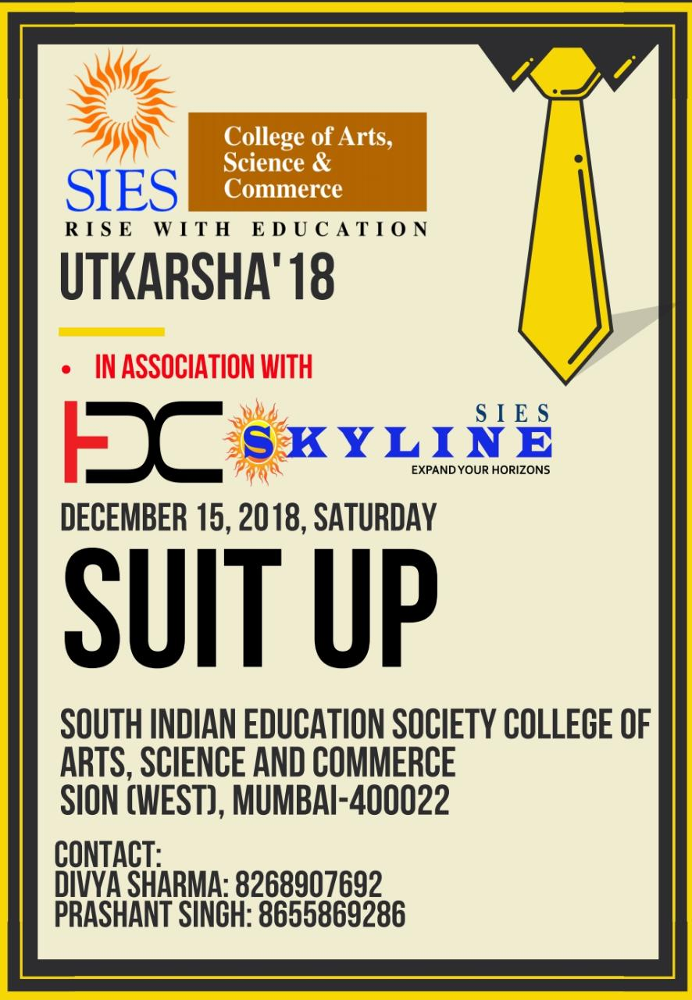 SIES
College of Arts,
Science &
Commerce
RISE WITH EDUCATION
UTKARSHA'18
• IN ASSOCIATION WITH
EDC
SIES
SKYLINE
EXPAND YOUR HORIZONS
DECEMBER 15, 2018, SATURDAY
SUIT UP
SOUTH INDIAN EDUCATION SOCIETY COLLEGE OF
ARTS, SCIENCE AND COMMERCE
SION (WEST), MUMBAI-400022
CONTACT:
DIVYA SHARMA: 8268907692
PRASHANT SINGH: 8655869286